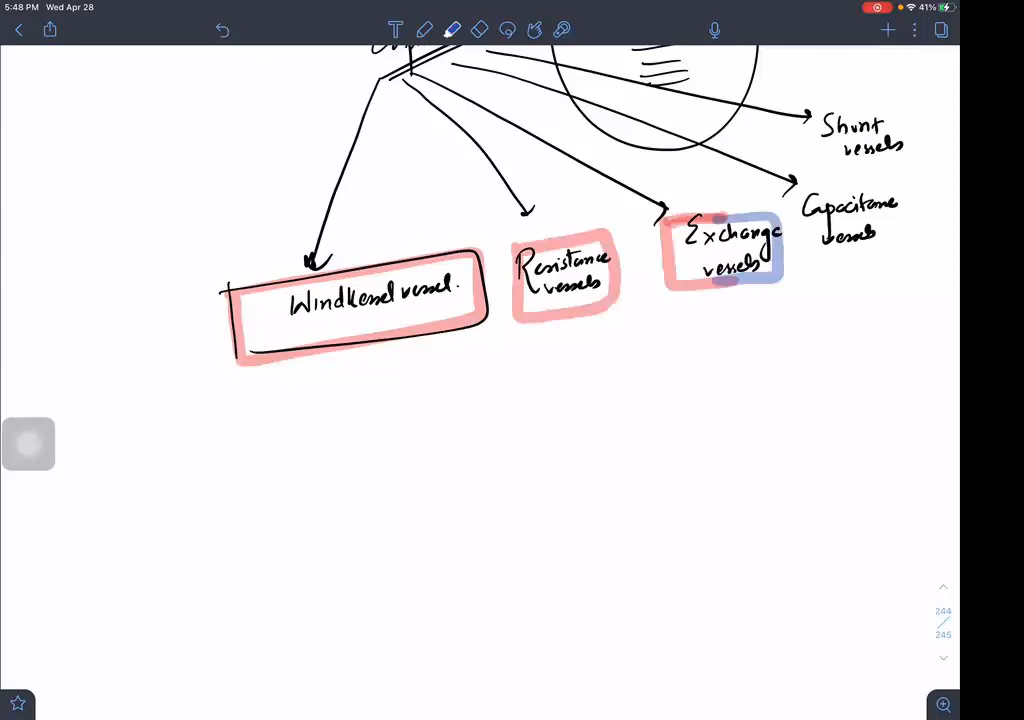 5:48 PM Wed Apr 28
41%
T
Shunt
vessels
Capacitance
vessels
Exchange
vessels
Resistance
vessels
Windkessel vessel.
244
245